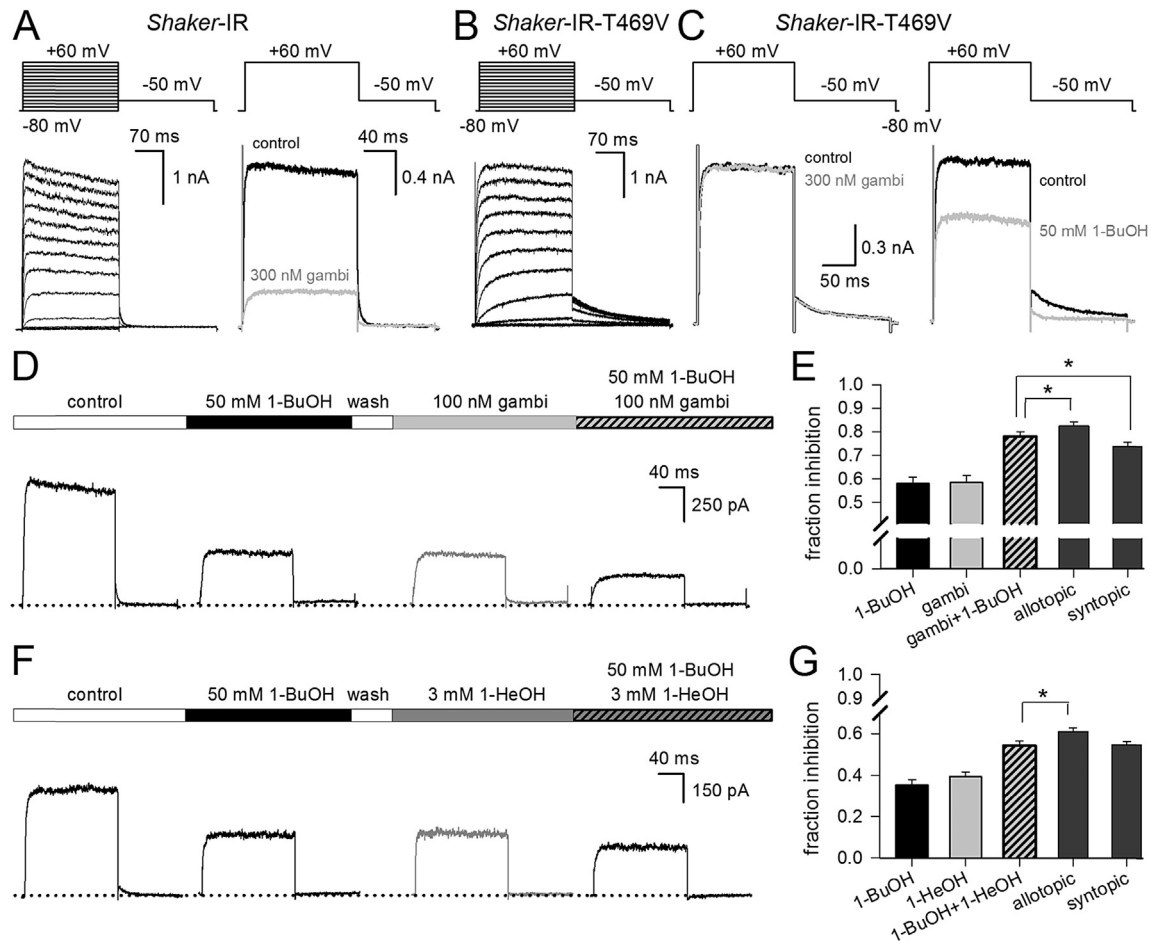 A Shaker-IR
+60 mV
-50 mV
-80 mV
70 ms
1 nA
+60 mV
-50 mV
control
40 ms
0.4 nA
300 nM gambi
B Shaker-IR-T469V
+60 mV
-50 mV
-80 mV
70 ms
1 nA
C Shaker-IR-T469V
+60 mV
-50 mV
control
300 nM gambi
0.3 nA
50 ms
+60 mV
-50 mV
-80 mV
control
50 mM 1-BuOH
D
control
50 mM 1-BuOH
wash
100 nM gambi
50 mM 1-BuOH
100 nM gambi
40 ms
250 pA
E
fraction inhibition
1.0
0.9
0.8
0.7
0.6
0.5
0.0
*
*
1-BuOH
gambi
gambi+1-BuOH
allotopic
syntopic
F
control
50 mM 1-BuOH
wash
3 mM 1-HeOH
50 mM 1-BuOH
3 mM 1-HeOH
40 ms
150 pA
G
fraction inhibition
1.0
0.9
0.6
0.4
0.2
0.0
*
1-BuOH
1-HeOH
1-BuOH+1-HeOH
allotopic
syntopic